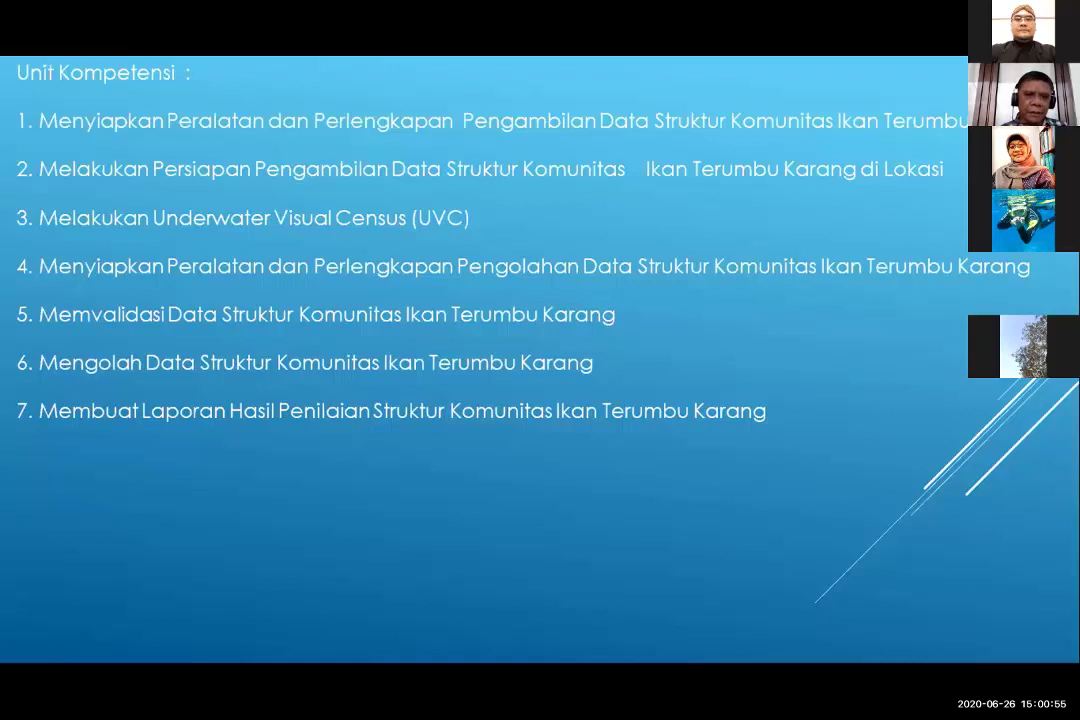 Unit Kompetensi :
1. Menyiapkan Peralatan dan Perlengkapan Pengambilan Data Struktur Komunitas Ikan Terumbu
2. Melakukan Persiapan Pengambilan Data Struktur Komunitas Ikan Terumbu Karang di Lokasi
3. Melakukan Underwater Visual Census (UVC)
4. Menyiapkan Peralatan dan Perlengkapan Pengolahan Data Struktur Komunitas Ikan Terumbu Karang
5. Memvalidasi Data Struktur Komunitas Ikan Terumbu Karang
6. Mengolah Data Struktur Komunitas Ikan Terumbu Karang
7. Membuat Laporan Hasil Penilaian Struktur Komunitas Ikan Terumbu Karang
2020-06-26 15:00:55